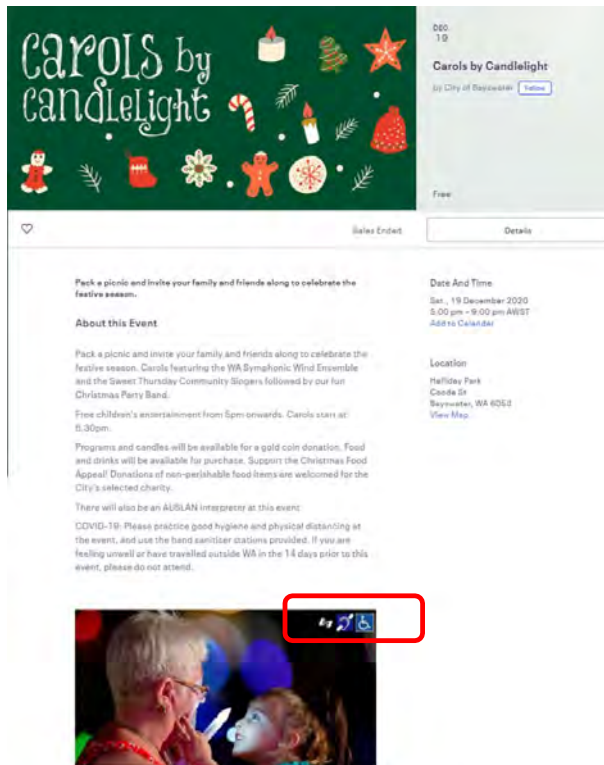 carols by
candlelight
DEC
19
Carols by Candlelight
by City of Bayswater Follow
Free
Sales Ended
Details
Pack a picnic and invite your family and friends along to celebrate the
festive season.
About this Event
Pack a picnic and invite your family and friends along to celebrate the
festive season. Carols featuring the WA Symphonic Wind Ensemble
and the Sweet Thursday Community Singers followed by our fun
Christmas Party Band.
Free children's entertainment from 5pm onwards. Carols start at
6.30pm.
Programs and candles will be available for a gold coin donation. Food
and drinks will be available for purchase. Support the Christmas Food
Appeal! Donations of non-perishable food items are welcomed for the
City's selected charity.
There will also be an AUSLAN interpreter at this event
COVID-19: Please practice good hygiene and physical distancing at
the event, and use the hand sanitizer stations provided. If you are
feeling unwell or have travelled outside WA in the 14 days prior to this
event, please do not attend.
Date And Time
Sat., 19 December 2020
5:00 pm – 9:00 pm AWST
Add to Calendar
Location
Halliday Park
Coode St
Bayswater, WA 6053
View Map